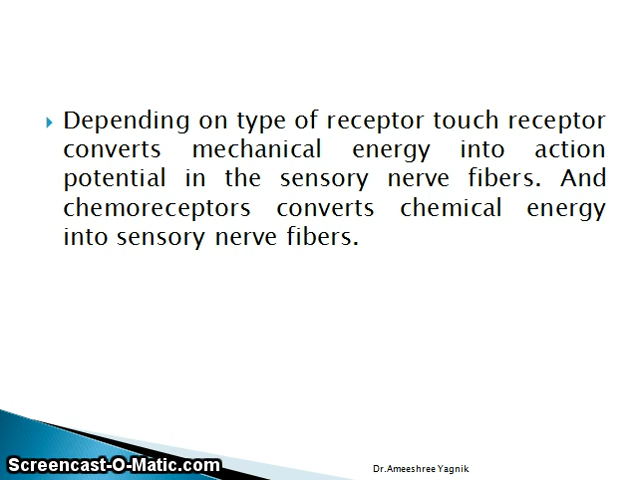 Depending on type of receptor touch receptor
converts mechanical energy into action
potential in the sensory nerve fibers. And
chemoreceptors converts chemical energy
into sensory nerve fibers.
Screencast-O-Matic.com
Dr.Ameeshree Yagnik